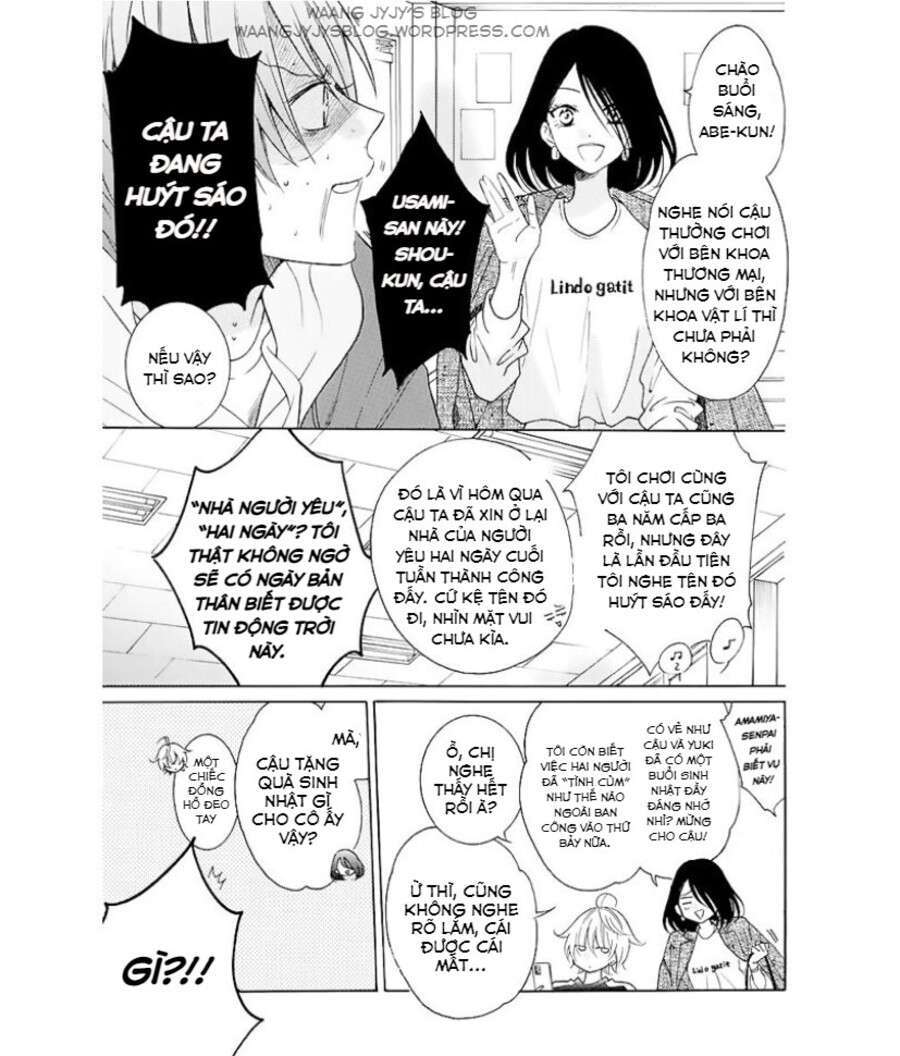 WAANG JYJY'S BLOG
WAANGJYJYSBLOG.WORDPRESS.COM
CHÀO
BUỔI
SÁNG,
ABE-KUN!
NGHE NÓI CẬU
THƯỜNG CHƠI
VỚI BÊN KHOA
THƯƠNG MẠI,
NHƯNG VỚI BÊN
KHOA VẬT LÍ THÌ
CHƯA PHẢI
KHÔNG?
Lindo gatit
USAMI-
SAN NÀY!
SHOU-
KUN, CẬU
TA...
CẬU TA
ĐANG
HUÝT SÁO
ĐÓ!!
NẾU VẬY
THÌ SAO?
TÔI CHƠI CÙNG
VỚI CẬU TA CŨNG
BA NĂM CẤP BA
RỒI, NHƯNG ĐÂY
LÀ LẦN ĐẦU TIÊN
TÔI NGHE TÊN ĐÓ
HUÝT SÁO ĐẤY!
ĐÓ LÀ VÌ HÔM QUA
CẬU TA ĐÃ XIN Ở LẠI
NHÀ CỦA NGƯỜI
YÊU HAI NGÀY CUỐI
TUẦN THÀNH CÔNG
ĐẤY. CỨ KỆ TÊN ĐÓ
ĐI, NHÌN MẶT VUI
CHƯA KÌA.
"NHÀ NGƯỜI YÊU",
"HAI NGÀY"? TÔI
THẬT KHÔNG NGỜ
SẼ CÓ NGÀY BẢN
THÂN BIẾT ĐƯỢC
TIN ĐỘNG TRỜI
NÀY.
AMAMIYA-
SENPAI
PHẢI
BIẾT VỤ
NÀY!
CÓ VẺ NHƯ
CẬU VÀ YUKI
ĐÃ CÓ MỘT
BUỔI SINH
NHẬT ĐẦY
ĐÁNG NHỚ
NHỈ? MỪNG
CHO CẬU!
TÔI CÒN BIẾT
VIỆC HAI NGƯỜI
ĐÃ "TÌNH CỦM"
NHƯ THẾ NÀO
NGOÀI BAN
CÔNG VÀO THỨ
BẢY NỮA.
Ồ, CHỊ
NGHE
THẤY HẾT
RỒI À?
Ừ THÌ, CŨNG
KHÔNG NGHE
RÕ LẮM, CÁI
ĐƯỢC CÁI
MẤT...
Lindo gatit
MÀ,
CẬU TẶNG
QUÀ SINH
NHẬT GÌ
CHO CÔ ẤY
VẬY?
MỘT
CHIẾC
ĐỒNG
HỒ ĐEO
TAY
GÌ?!!